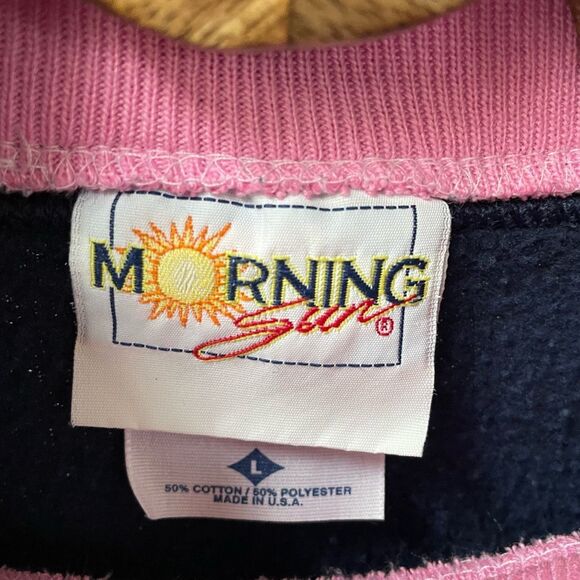 MORNING
Sun®
L
50% COTTON / 50% POLYESTER
MADE IN U.S.A.